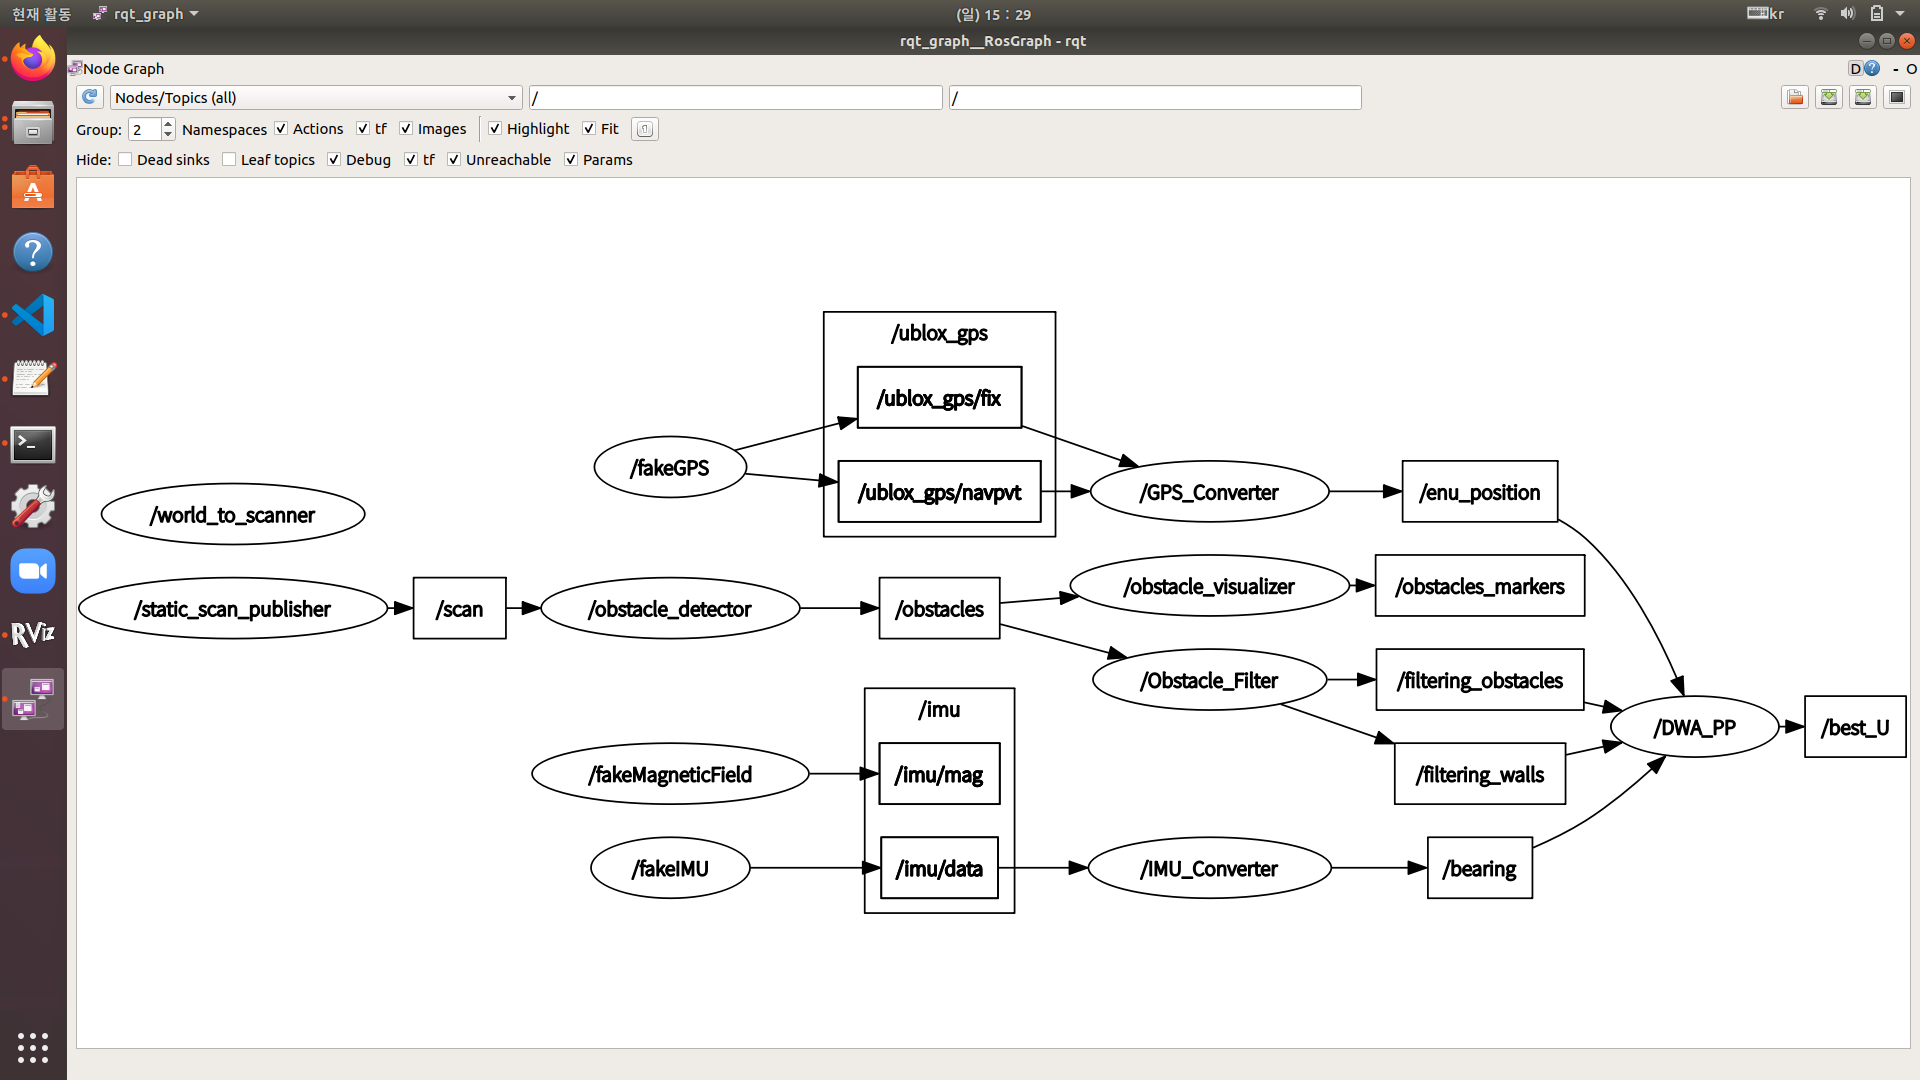 현재 활동
rqt_graph
(일) 15 : 29
kr
rqt_graph__RosGraph - rqt
Node Graph
D
? - O
Nodes/Topics (all)
/
/
Group: 2 Namespaces Actions tf Images Highlight Fit
Hide: Dead sinks Leaf topics Debug tf Unreachable Params
/ublox_gps
/ublox_gps/fix
/fakeGPS
/ublox_gps/navpvt
/GPS_Converter
/enu_position
/world_to_scanner
/static_scan_publisher
/scan
/obstacle_detector
/obstacles
/obstacle_visualizer
/obstacles_markers
/Obstacle_Filter
/filtering_obstacles
/imu
/DWA_PP
/best_U
/fakeMagneticField
/imu/mag
/filtering_walls
/fakeIMU
/imu/data
/IMU_Converter
/bearing
A
?
>_
RViz